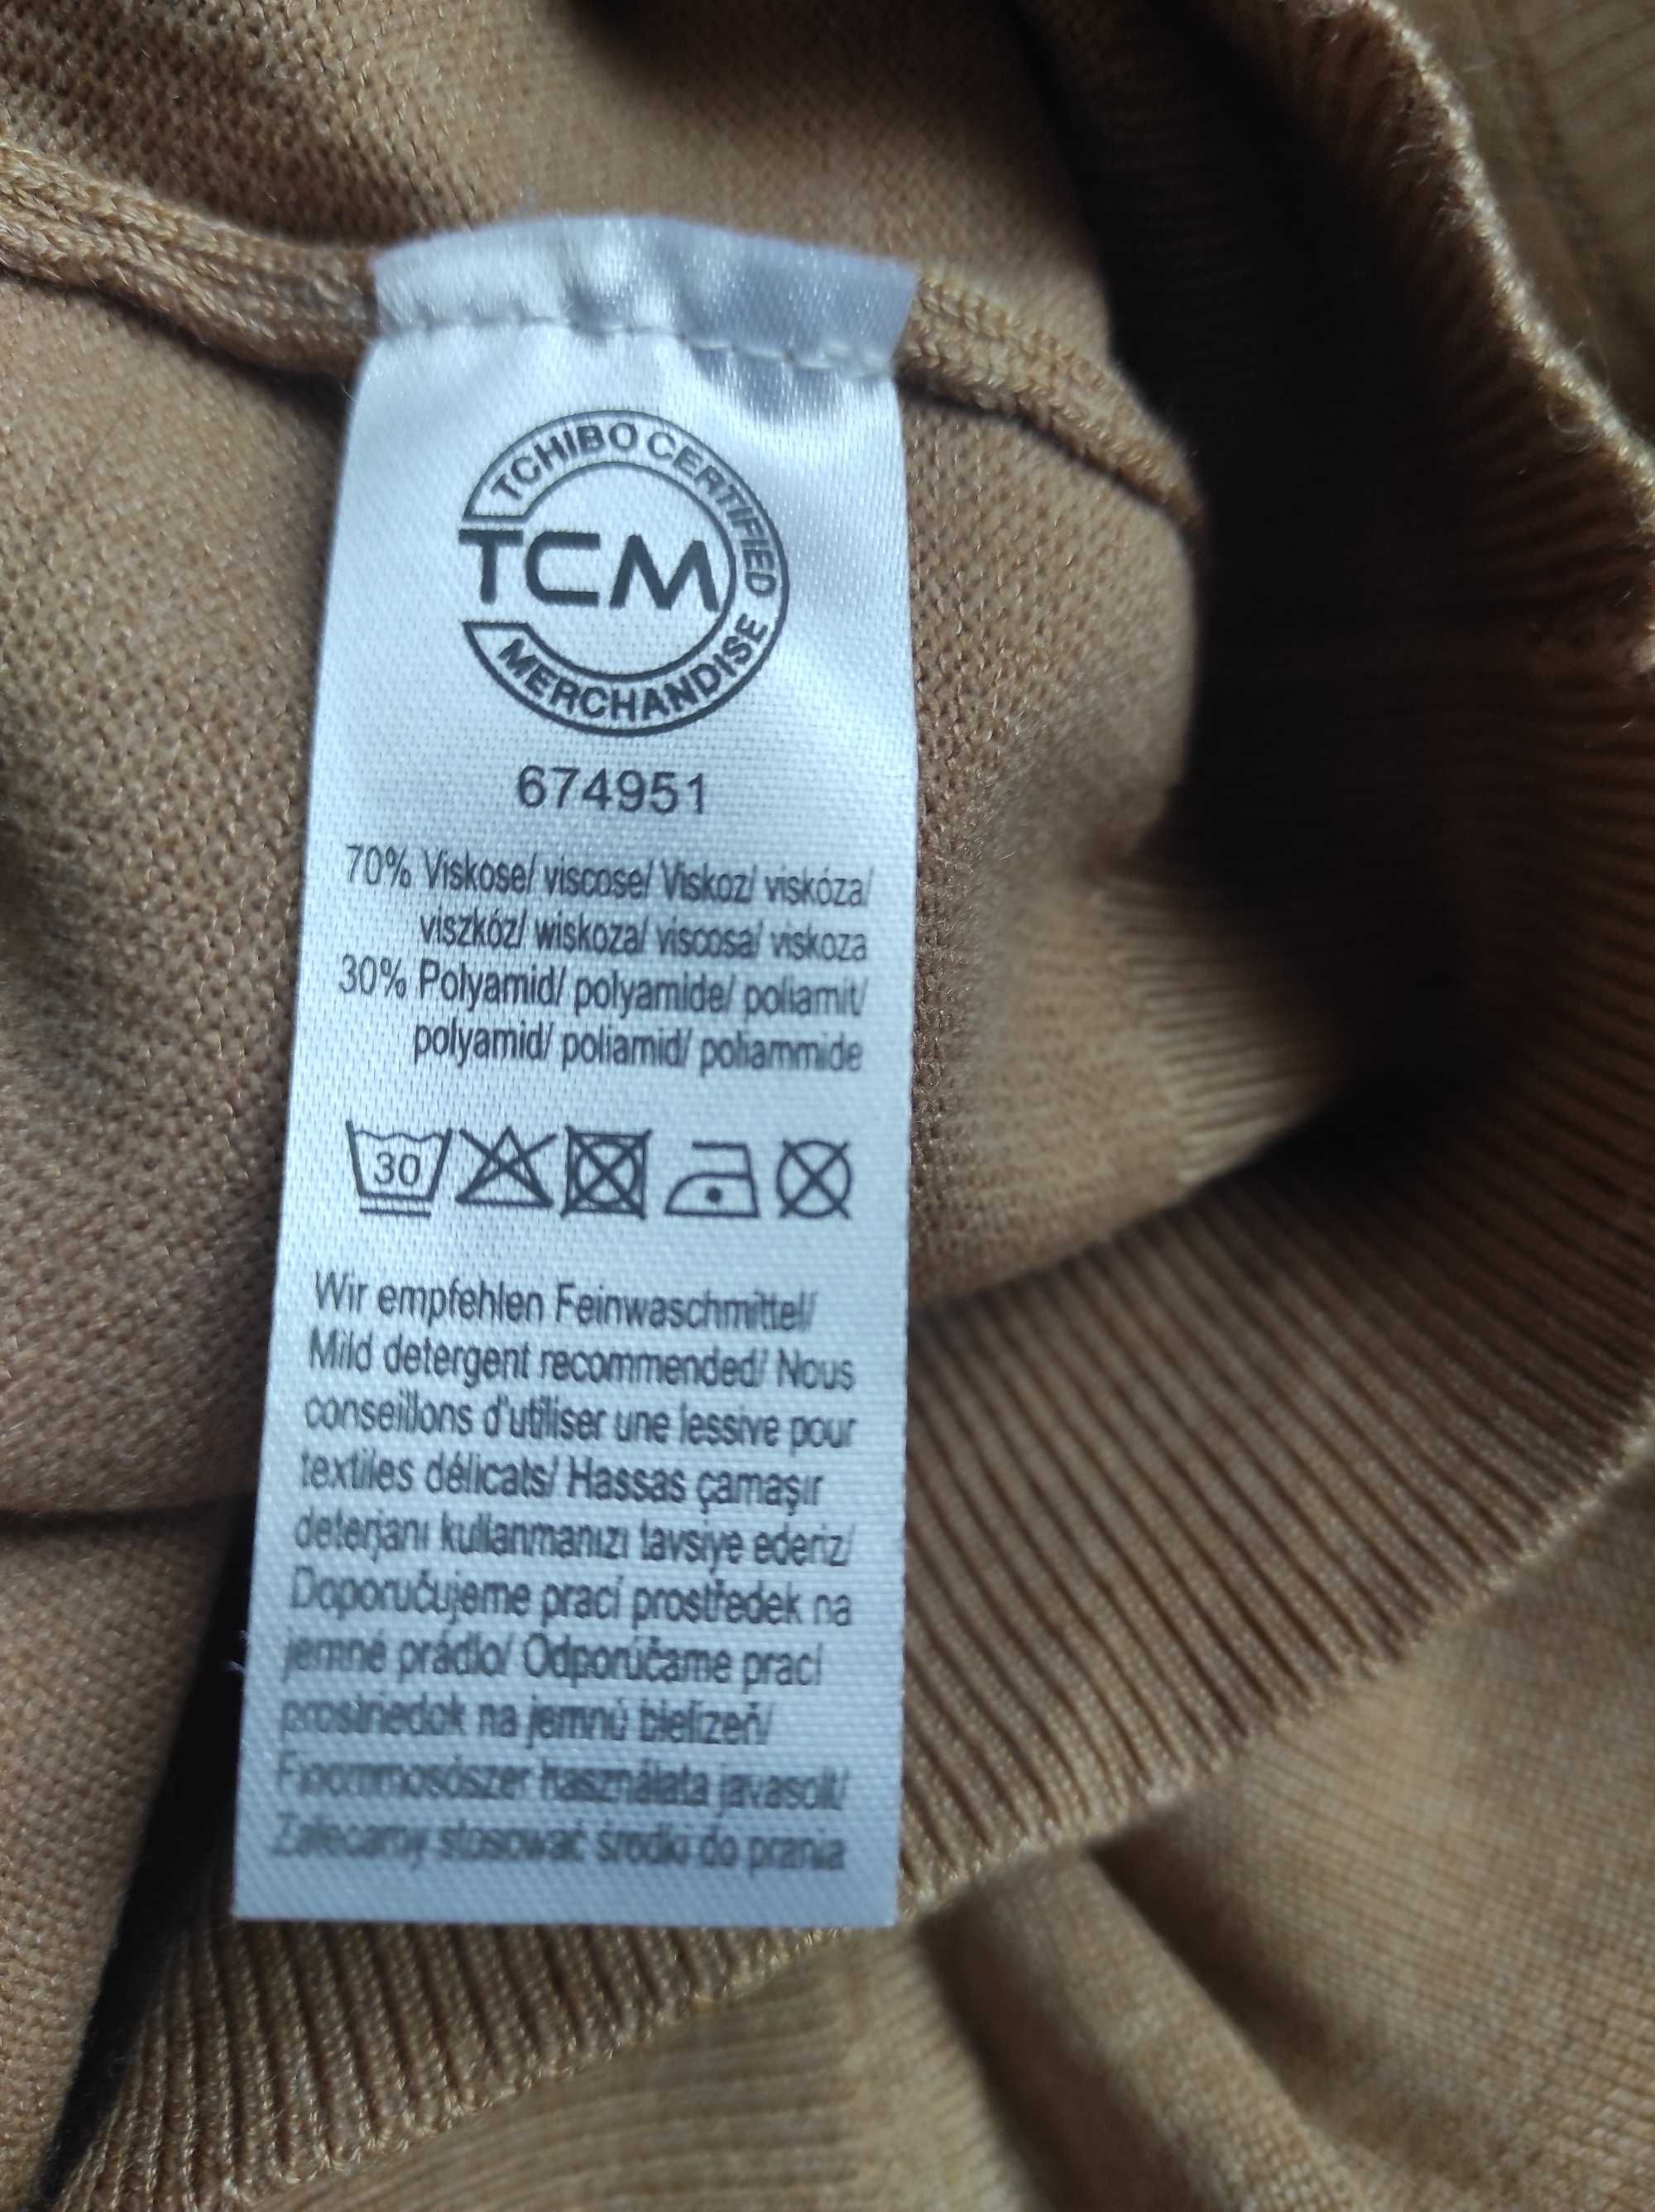 TCHIBO CERTIFIED
TCM
MERCHANDISE
674951
70% Viskose/ viscose/ Viskoz/ viskóza/
viszkóz/ wiskoza/ viscosa/ viskoza
30% Polyamid/ polyamide/ poliamit/
polyamid/ poliamid/ poliammide
30
Wir empfehlen Feinwaschmittel/
Mild detergent recommended/ Nous
conseillons d'utiliser une lessive pour
textiles délicats/ Hassas çamaşır
deterjanı kullanmanızı tavsiye ederiz/
Doporučujeme prací prostředek na
jemné prádlo/ Odporúčame prací
prostriedok na jemnú bielizeň/
Finommosószer használata javasolt/
Zalecamy stosować środki do prania